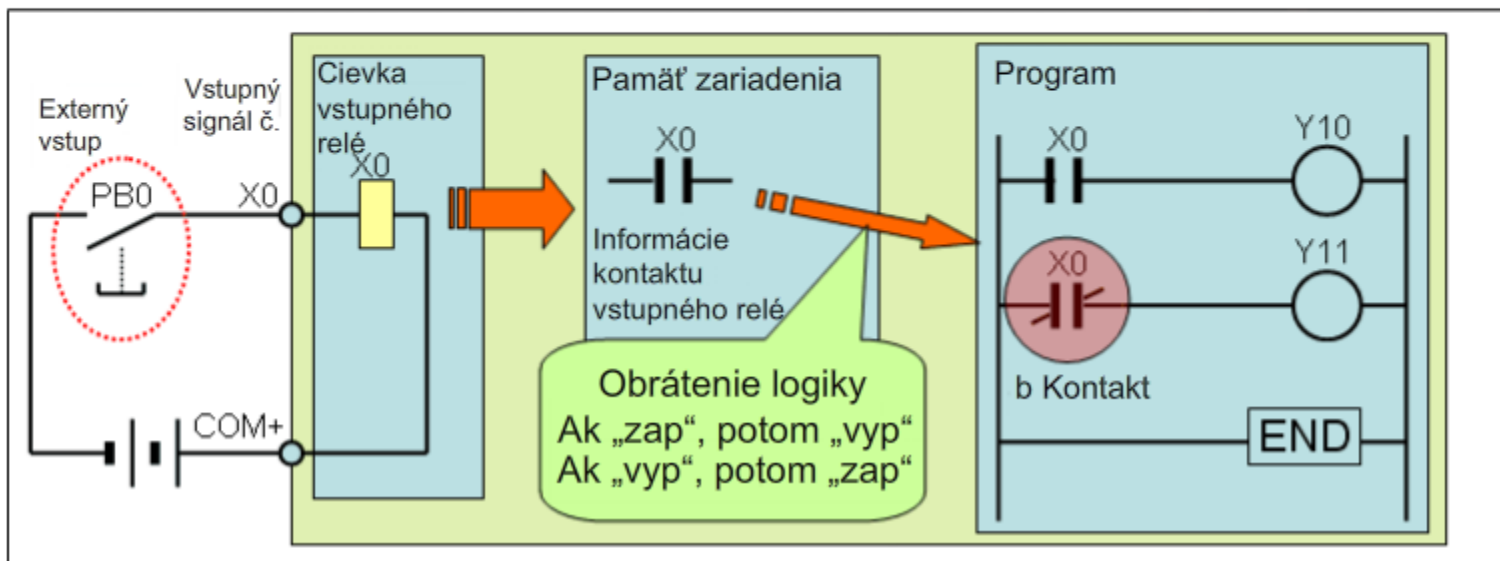 Externý
vstup
PB0
Vstupný
signál č.
X0
COM+
Cievka
vstupného
relé
X0
Pamäť zariadenia
X0
Informácie
kontaktu
vstupného relé
Obrátenie logiky
Ak „zap“, potom „vyp“
Ak „vyp“, potom „zap“
Program
X0
Y10
X0
Y11
b Kontakt
END